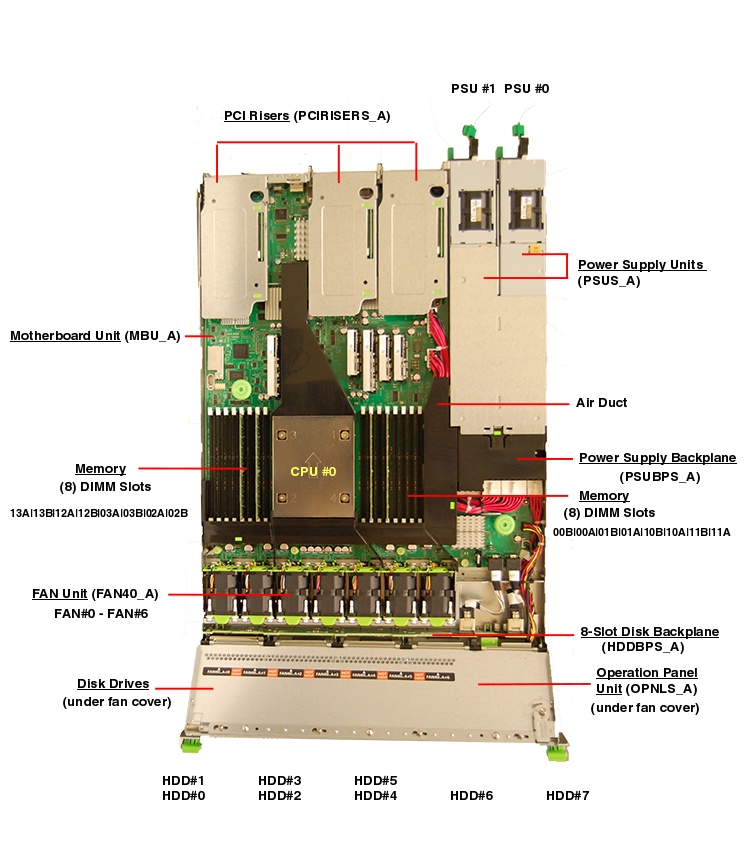 PSU #1 PSU #0
PCI Risers (PCIRISERS_A)
Power Supply Units
(PSUS_A)
Motherboard Unit (MBU_A)
Air Duct
CPU #0
Power Supply Backplane
(PSUBPS_A)
Memory
(8) DIMM Slots
13A|13B|12A|12B|03A|03B|02A|02B
Memory
(8) DIMM Slots
00B|00A|01B|01A|10B|10A|11B|11A
FAN Unit (FAN40_A)
FAN#0 - FAN#6
8-Slot Disk Backplane
(HDDBPS_A)
Operation Panel
Unit (OPNLS_A)
(under fan cover)
Disk Drives
(under fan cover)
HDD#1 HDD#3 HDD#5
HDD#0 HDD#2 HDD#4 HDD#6 HDD#7